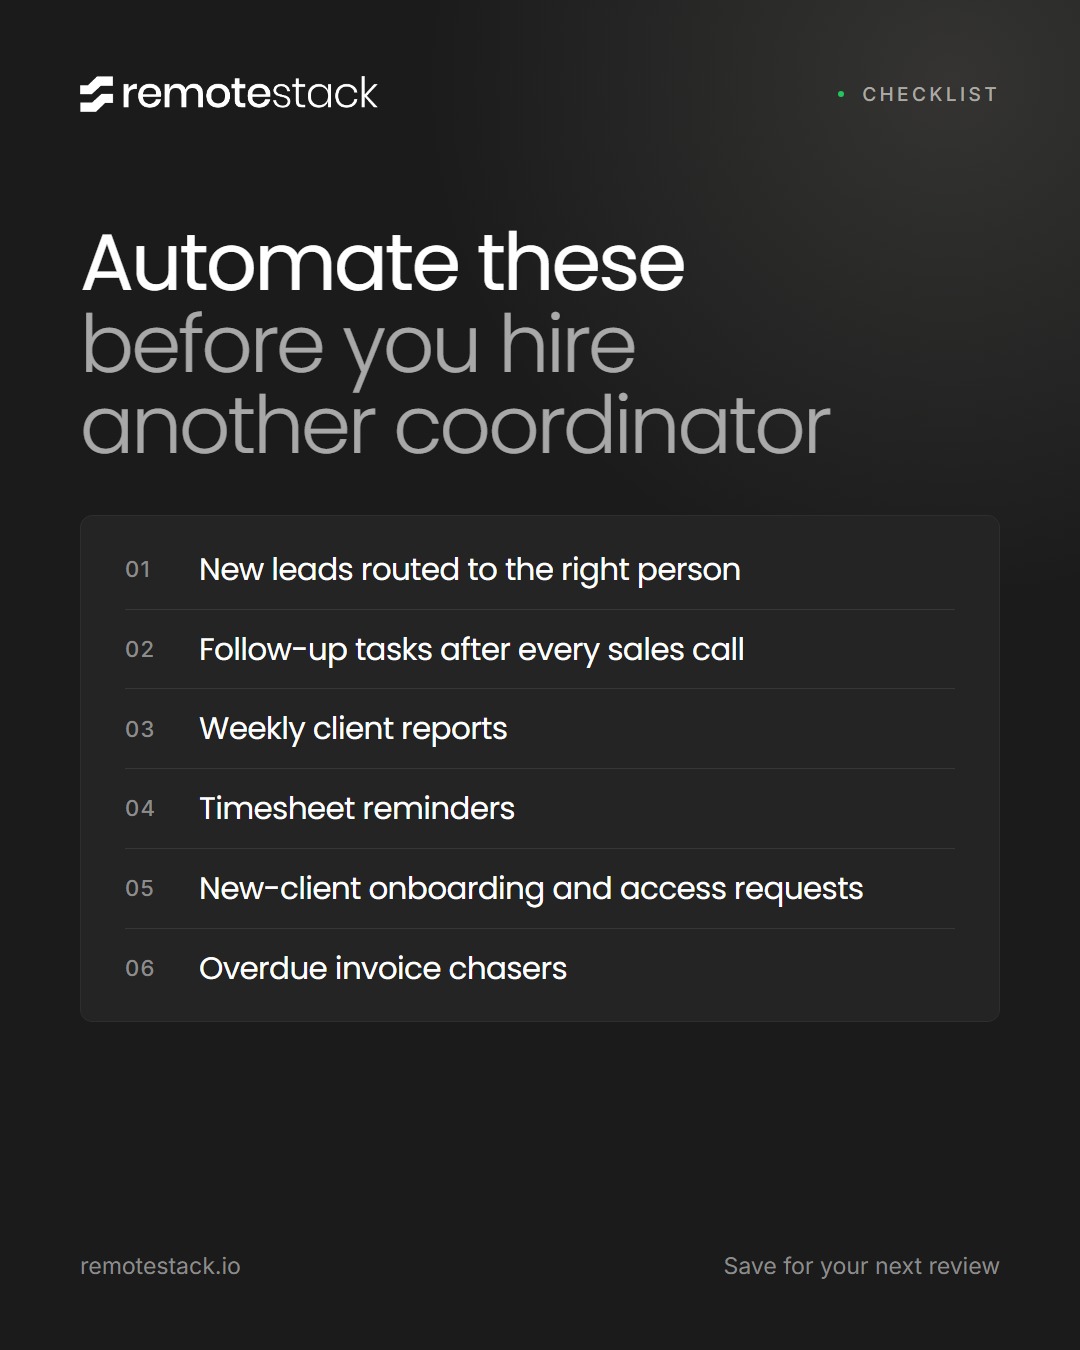 remotestack
CHECKLIST
Automate these
before you hire
another coordinator
01 New leads routed to the right person
02 Follow-up tasks after every sales call
03 Weekly client reports
04 Timesheet reminders
05 New-client onboarding and access requests
06 Overdue invoice chasers
remotestack.io
Save for your next review